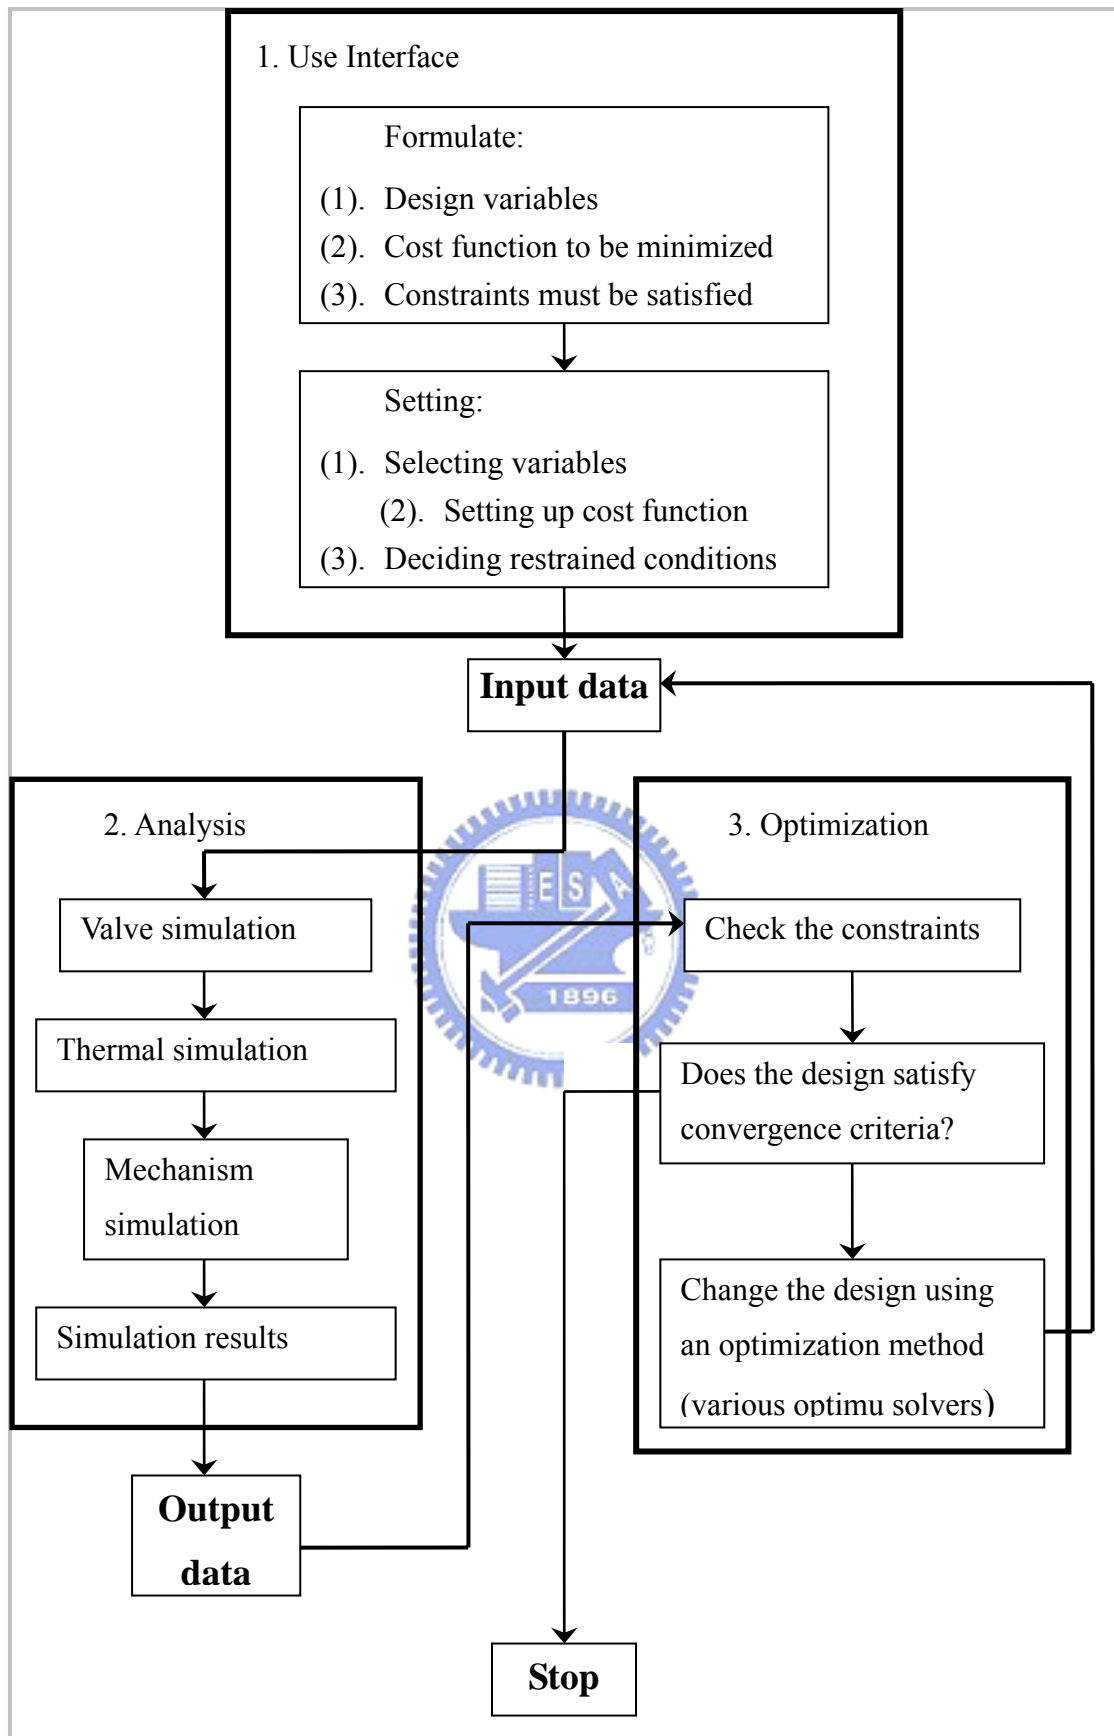 1. Use Interface
Formulate:
(1). Design variables
(2). Cost function to be minimized
(3). Constraints must be satisfied
Setting:
(1). Selecting variables
(2). Setting up cost function
(3). Deciding restrained conditions
Input data
2. Analysis
Valve simulation
Thermal simulation
Mechanism
simulation
Simulation results
Output
data
3. Optimization
Check the constraints
Does the design satisfy
convergence criteria?
Change the design using
an optimization method
(various optimu solvers)
Stop
E S A
1896